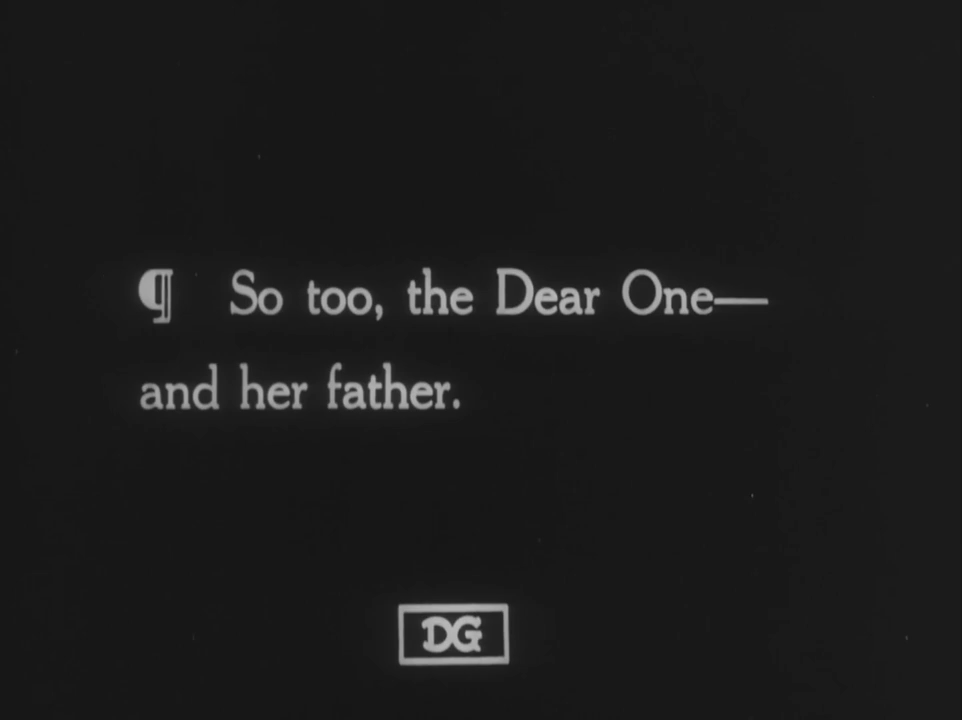 ¶ So too, the Dear One—
and her father.
DG